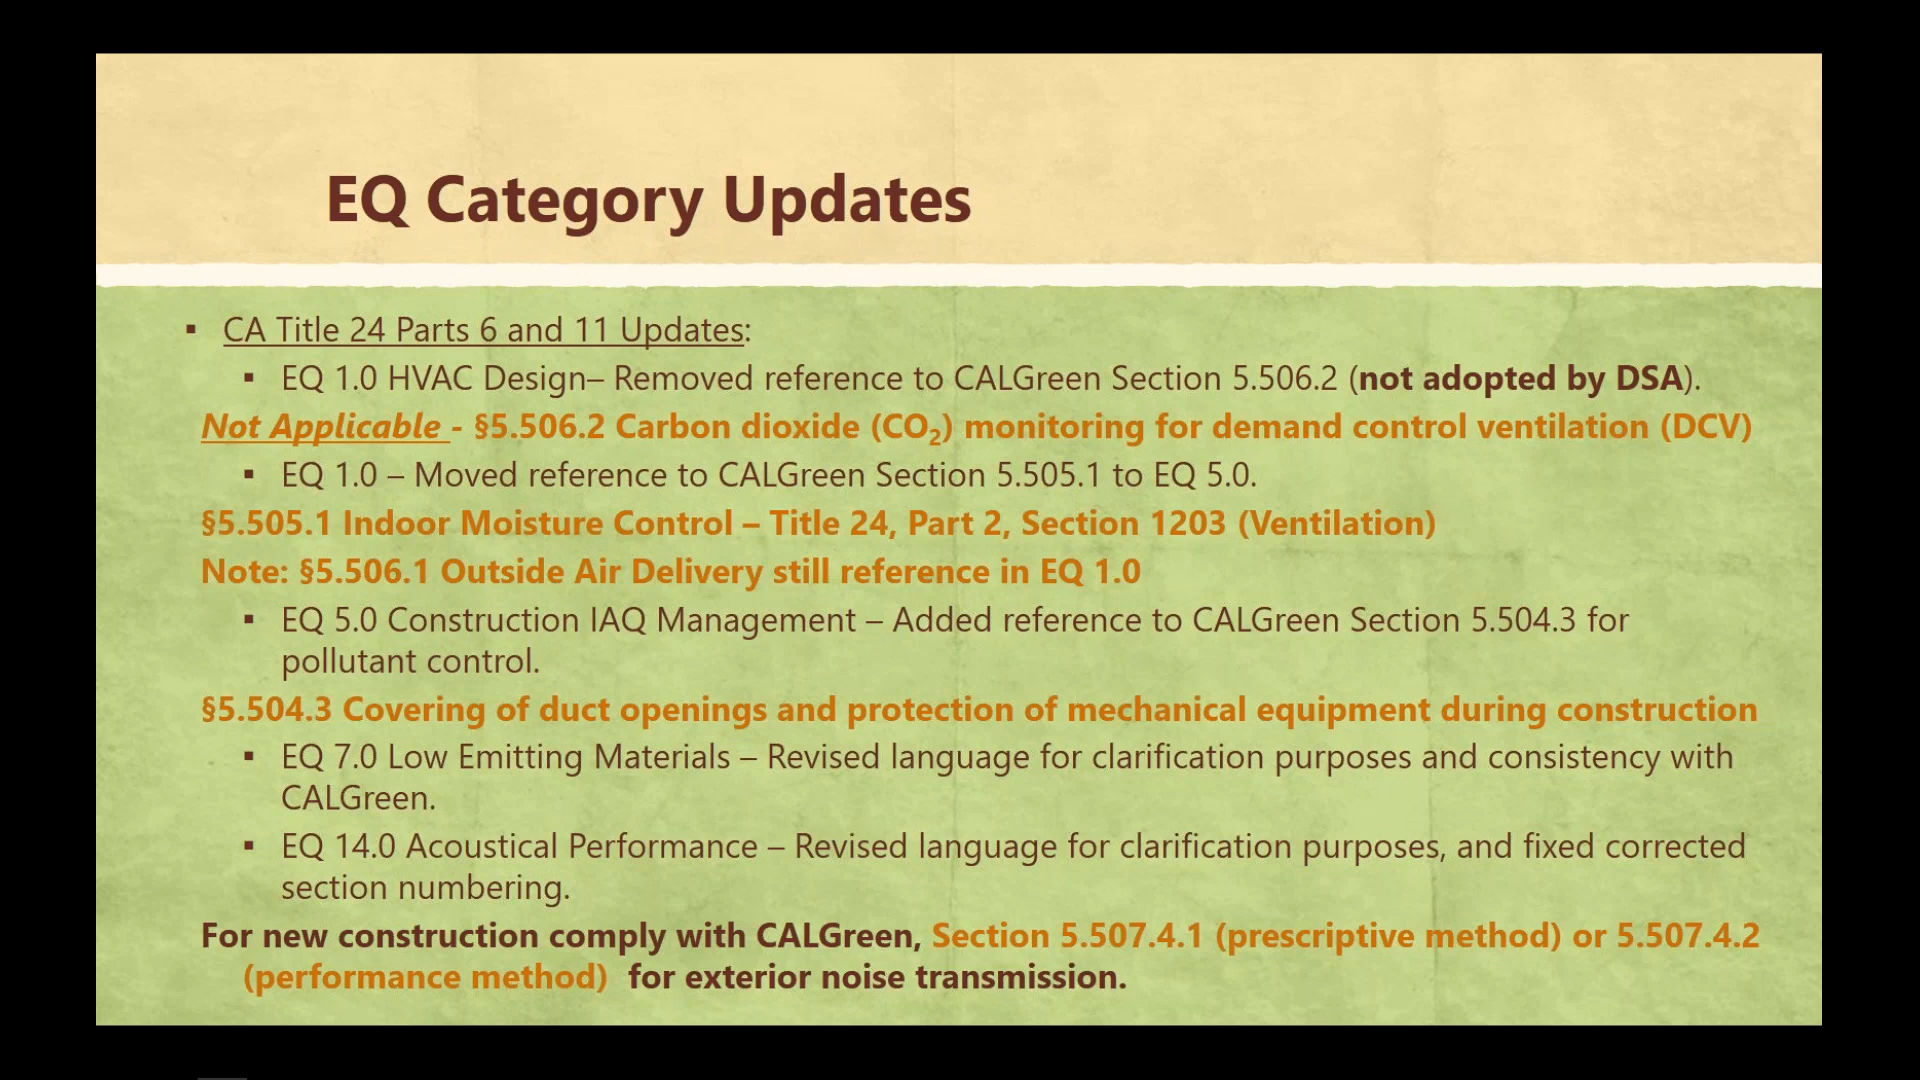 EQ Category Updates
▪ CA Title 24 Parts 6 and 11 Updates:
▪ EQ 1.0 HVAC Design– Removed reference to CALGreen Section 5.506.2 (not adopted by DSA).
Not Applicable - §5.506.2 Carbon dioxide (CO₂) monitoring for demand control ventilation (DCV)
▪ EQ 1.0 – Moved reference to CALGreen Section 5.505.1 to EQ 5.0.
§5.505.1 Indoor Moisture Control – Title 24, Part 2, Section 1203 (Ventilation)
Note: §5.506.1 Outside Air Delivery still reference in EQ 1.0
▪ EQ 5.0 Construction IAQ Management – Added reference to CALGreen Section 5.504.3 for
pollutant control.
§5.504.3 Covering of duct openings and protection of mechanical equipment during construction
▪ EQ 7.0 Low Emitting Materials – Revised language for clarification purposes and consistency with
CALGreen.
▪ EQ 14.0 Acoustical Performance – Revised language for clarification purposes, and fixed corrected
section numbering.
For new construction comply with CALGreen, Section 5.507.4.1 (prescriptive method) or 5.507.4.2
(performance method) for exterior noise transmission.